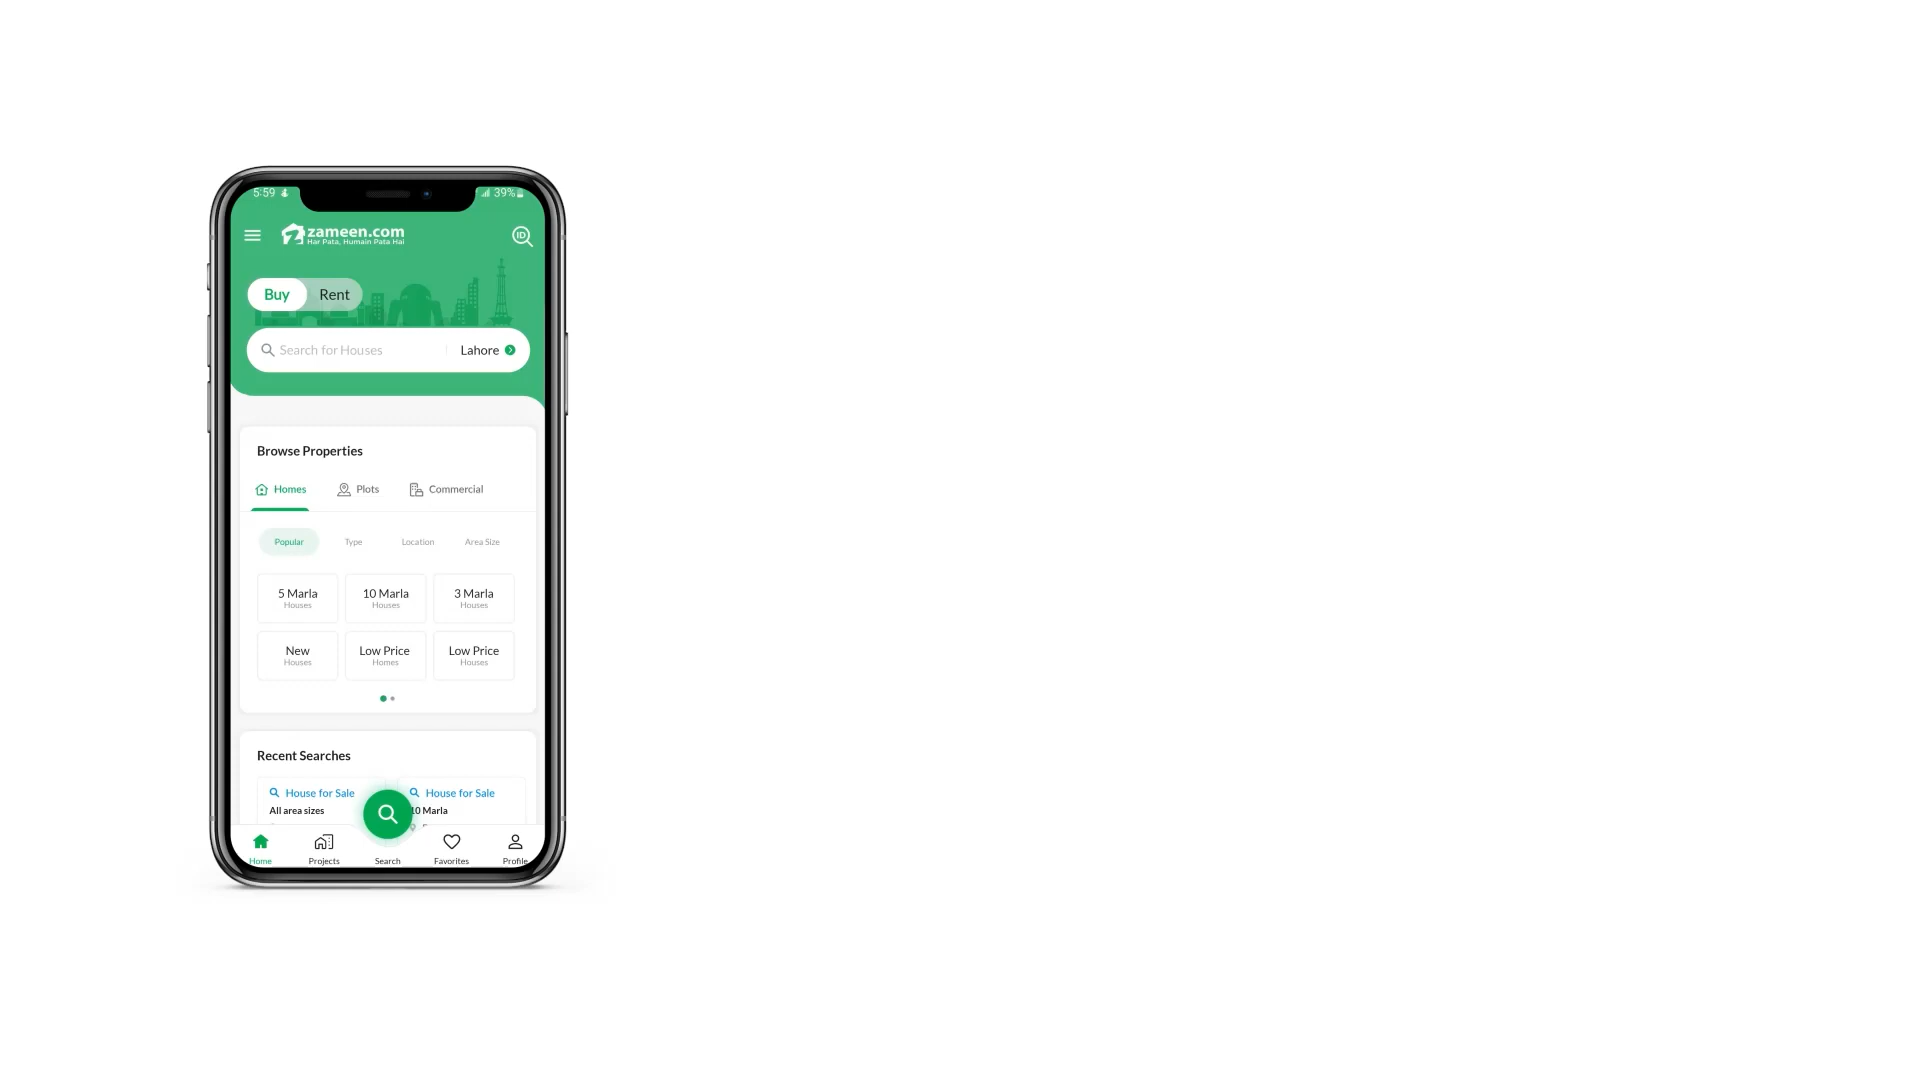 5:59
39%
zameen.com
Har Pata, Humain Pata Hai
ID
Buy Rent
Search for Houses Lahore
Browse Properties
Homes Plots Commercial
Popular Type Location Area Size
5 Marla 10 Marla 3 Marla
Houses Houses Houses
New Low Price Low Price
Houses Homes Houses
Recent Searches
House for Sale House for Sale
All area sizes 10 Marla
Home Projects Search Favorites Profile